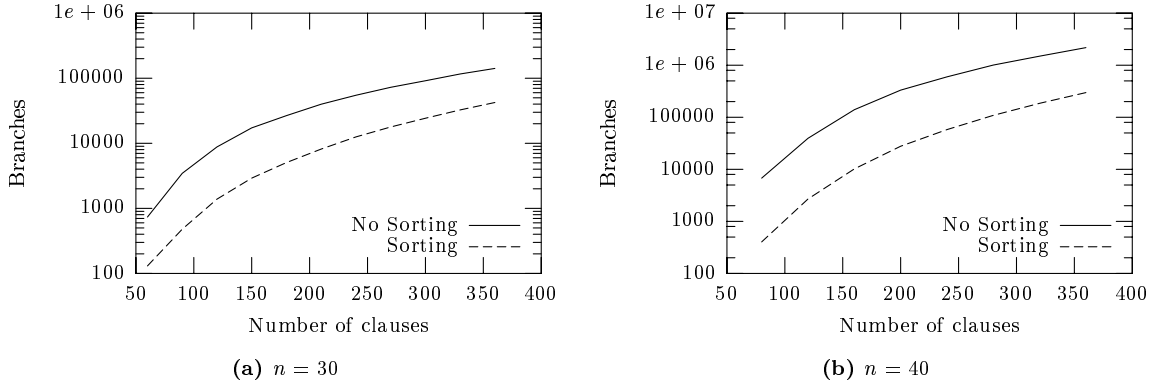 1e + 06
100000
10000
1000
100
Branches
No Sorting
Sorting
50 100 150 200 250 300 350 400
Number of clauses
(a) n = 30
1e + 07
1e + 06
100000
10000
1000
100
Branches
No Sorting
Sorting
50 100 150 200 250 300 350 400
Number of clauses
(b) n = 40